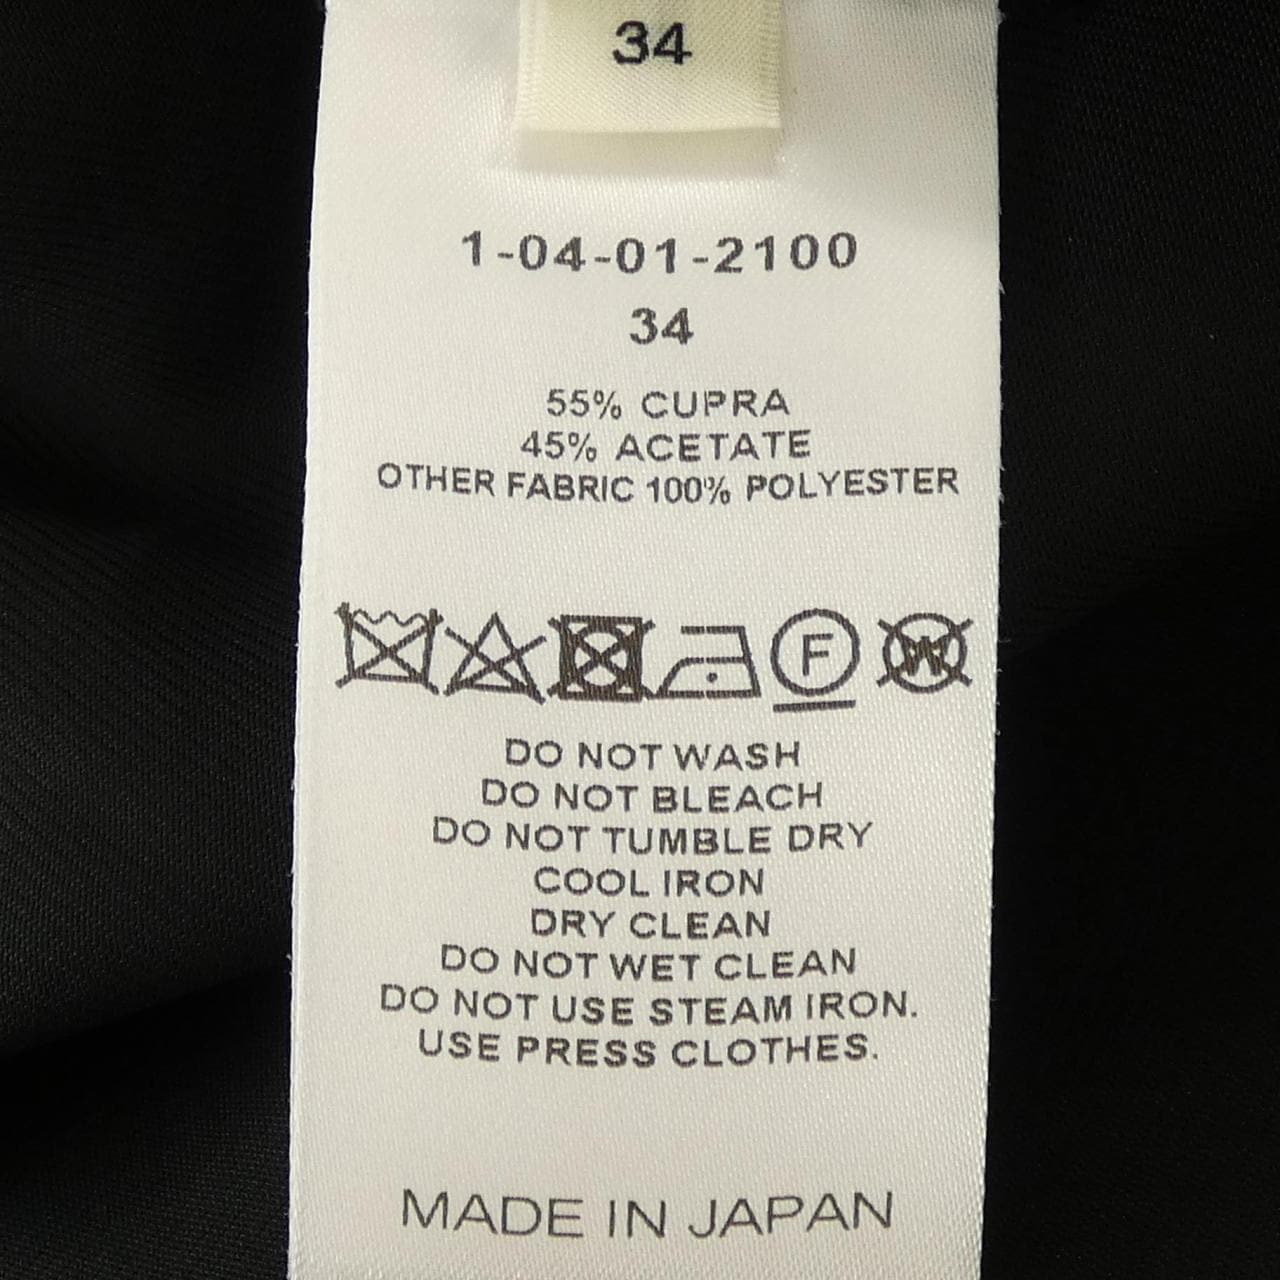 34
1-04-01-2100
34
55% CUPRA
45% ACETATE
OTHER FABRIC 100% POLYESTER
F W
DO NOT WASH
DO NOT BLEACH
DO NOT TUMBLE DRY
COOL IRON
DRY CLEAN
DO NOT WET CLEAN
DO NOT USE STEAM IRON.
USE PRESS CLOTHES.
MADE IN JAPAN